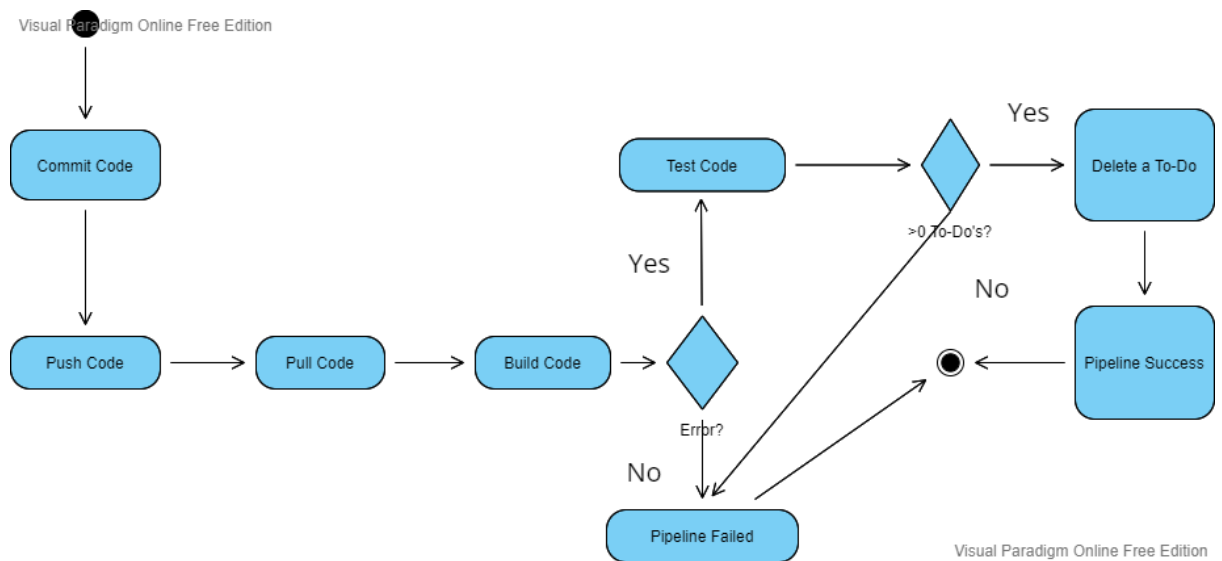 Visual Paradigm Online Free Edition
Commit Code
Push Code
Pull Code
Build Code
Error?
Yes
No
Test Code
>0 To-Do's?
Yes
No
Delete a To-Do
Pipeline Success
Pipeline Failed
Visual Paradigm Online Free Edition